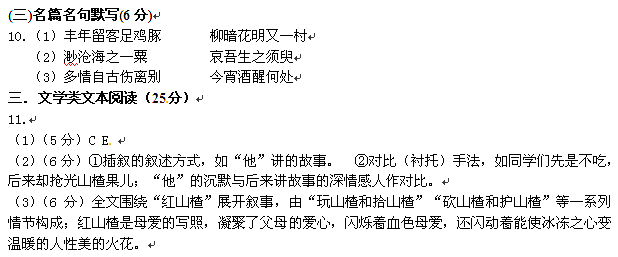 (三)名篇名句默写(6 分)
10.（1）丰年留客足鸡豚 柳暗花明又一村
（2）渺沧海之一粟 哀吾生之须臾
（3）多情自古伤离别 今宵酒醒何处
三．文学类文本阅读（25分）
11.
（1）（5 分）C E
（2）（6 分）①插叙的叙述方式，如“他”讲的故事。 ②对比（衬托）手法，如同学们先是不吃，
后来却抢光山楂果儿；“他”的沉默与后来讲故事的深情感人作对比。
（3）（6 分）全文围绕“红山楂”展开叙事，由“玩山楂和拾山楂”“砍山楂和护山楂”等一系列
情节构成；红山楂是母爱的写照，凝聚了父母的爱心，闪烁着血色母爱，还闪动着能使冰冻之心变
温暖的人性美的火花。